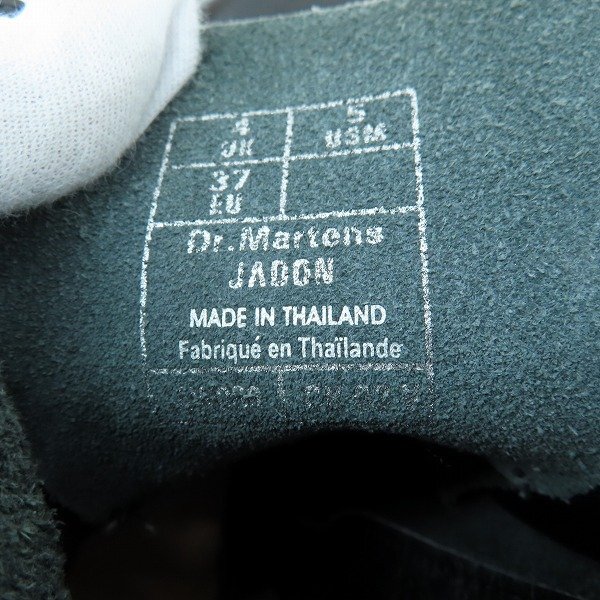 4 5
UK USM
37
EU
Dr.Martens
JADON
MADE IN THAILAND
Fabriqué en Thaïlande